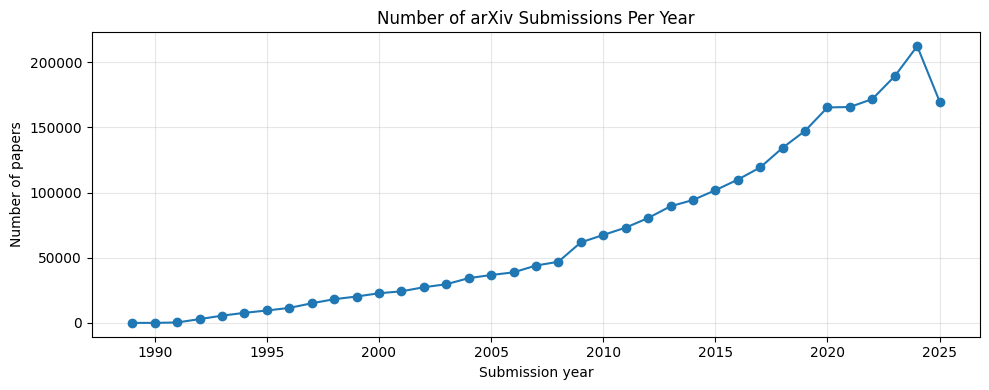 Number of arXiv Submissions Per Year
Number of papers
200000
150000
100000
50000
0
1990 1995 2000 2005 2010 2015 2020 2025
Submission year